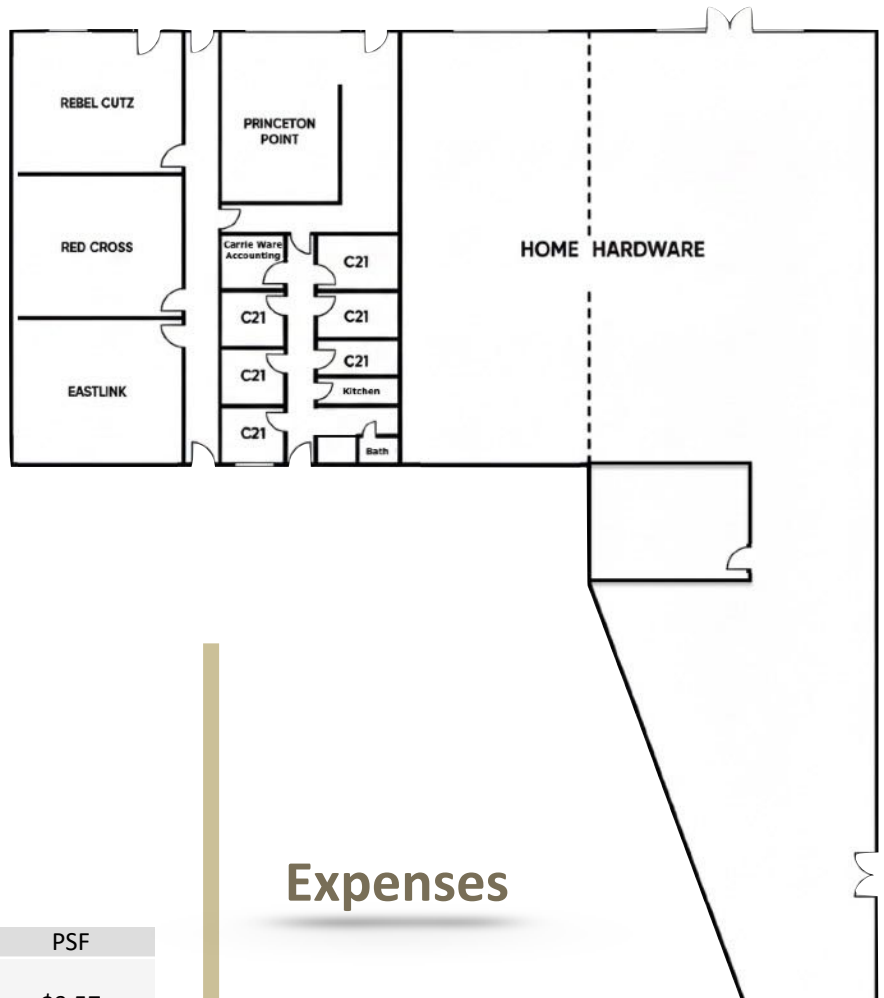 REBEL CUTZ
PRINCETON
POINT
RED CROSS
Carrie Ware
Accounting
C21
HOME HARDWARE
C21
C21
C21
C21
Kitchen
EASTLINK
C21
Bath
Expenses
PSF